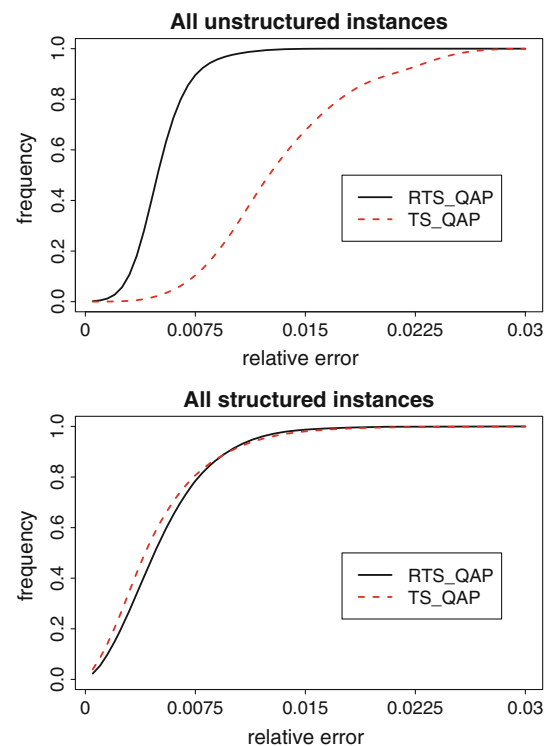 All unstructured instances
frequency
0.0 0.2 0.4 0.6 0.8 1.0
RTS_QAP
TS_QAP
0 0.0075 0.015 0.0225 0.03
relative error
All structured instances
frequency
0.0 0.2 0.4 0.6 0.8 1.0
RTS_QAP
TS_QAP
0 0.0075 0.015 0.0225 0.03
relative error